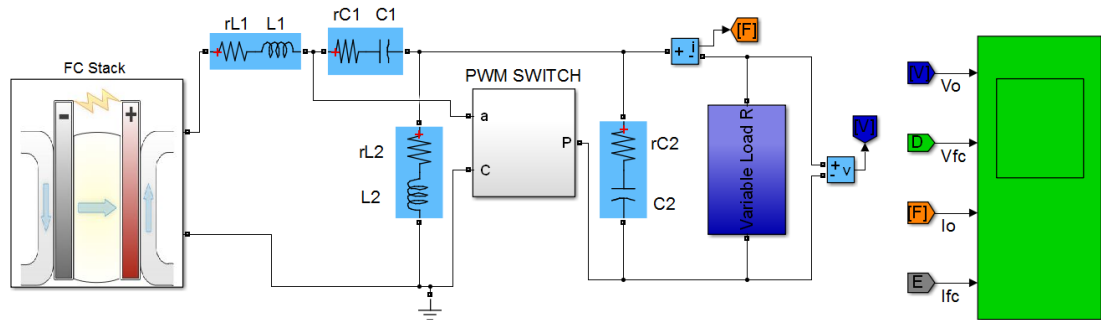 rL1 L1
rC1 C1
[F]
i
+
-
FC Stack
-
+
PWM SWITCH
a
C
P
rL2
L2
rC2
C2
Variable Load R
[V]
+
-
v
[V]
Vo
D
Vfc
[F]
Io
E
Ifc